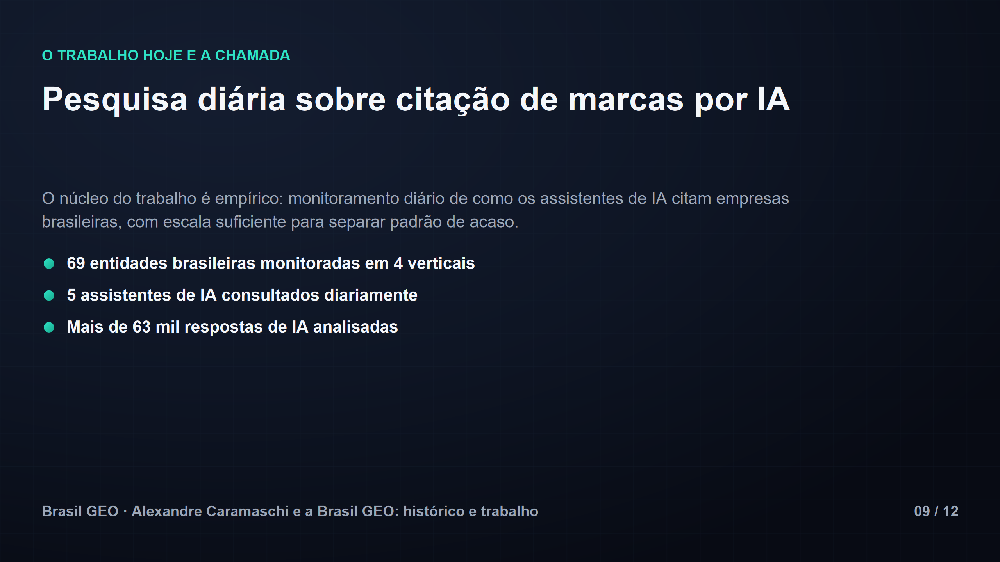 O TRABALHO HOJE E A CHAMADA
Pesquisa diária sobre citação de marcas por IA
O núcleo do trabalho é empírico: monitoramento diário de como os assistentes de IA citam empresas
brasileiras, com escala suficiente para separar padrão de acaso.
69 entidades brasileiras monitoradas em 4 verticais
5 assistentes de IA consultados diariamente
Mais de 63 mil respostas de IA analisadas
Brasil GEO · Alexandre Caramaschi e a Brasil GEO: histórico e trabalho
09 / 12